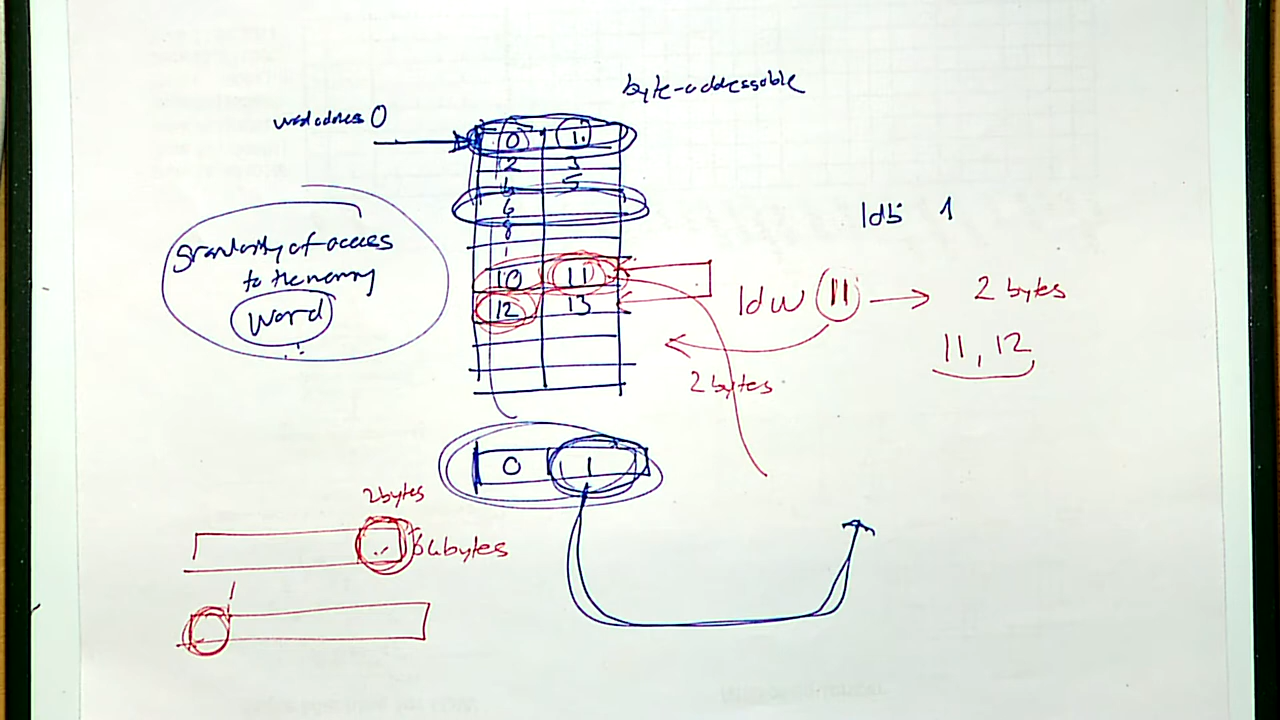 byte-addressable
word address 0
0 1
2 3
4 5
6
8
granularity of access
to the memory
word
10 11
12 13
ldb 1
ldw 11 → 2 bytes
11, 12
2 bytes
0 1
2 bytes
64 bytes